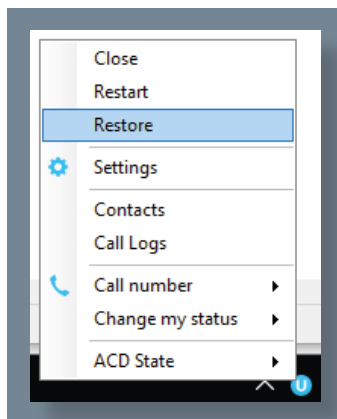 Close
Restart
Restore
Settings
Contacts
Call Logs
Call number
Change my status
ACD State
U